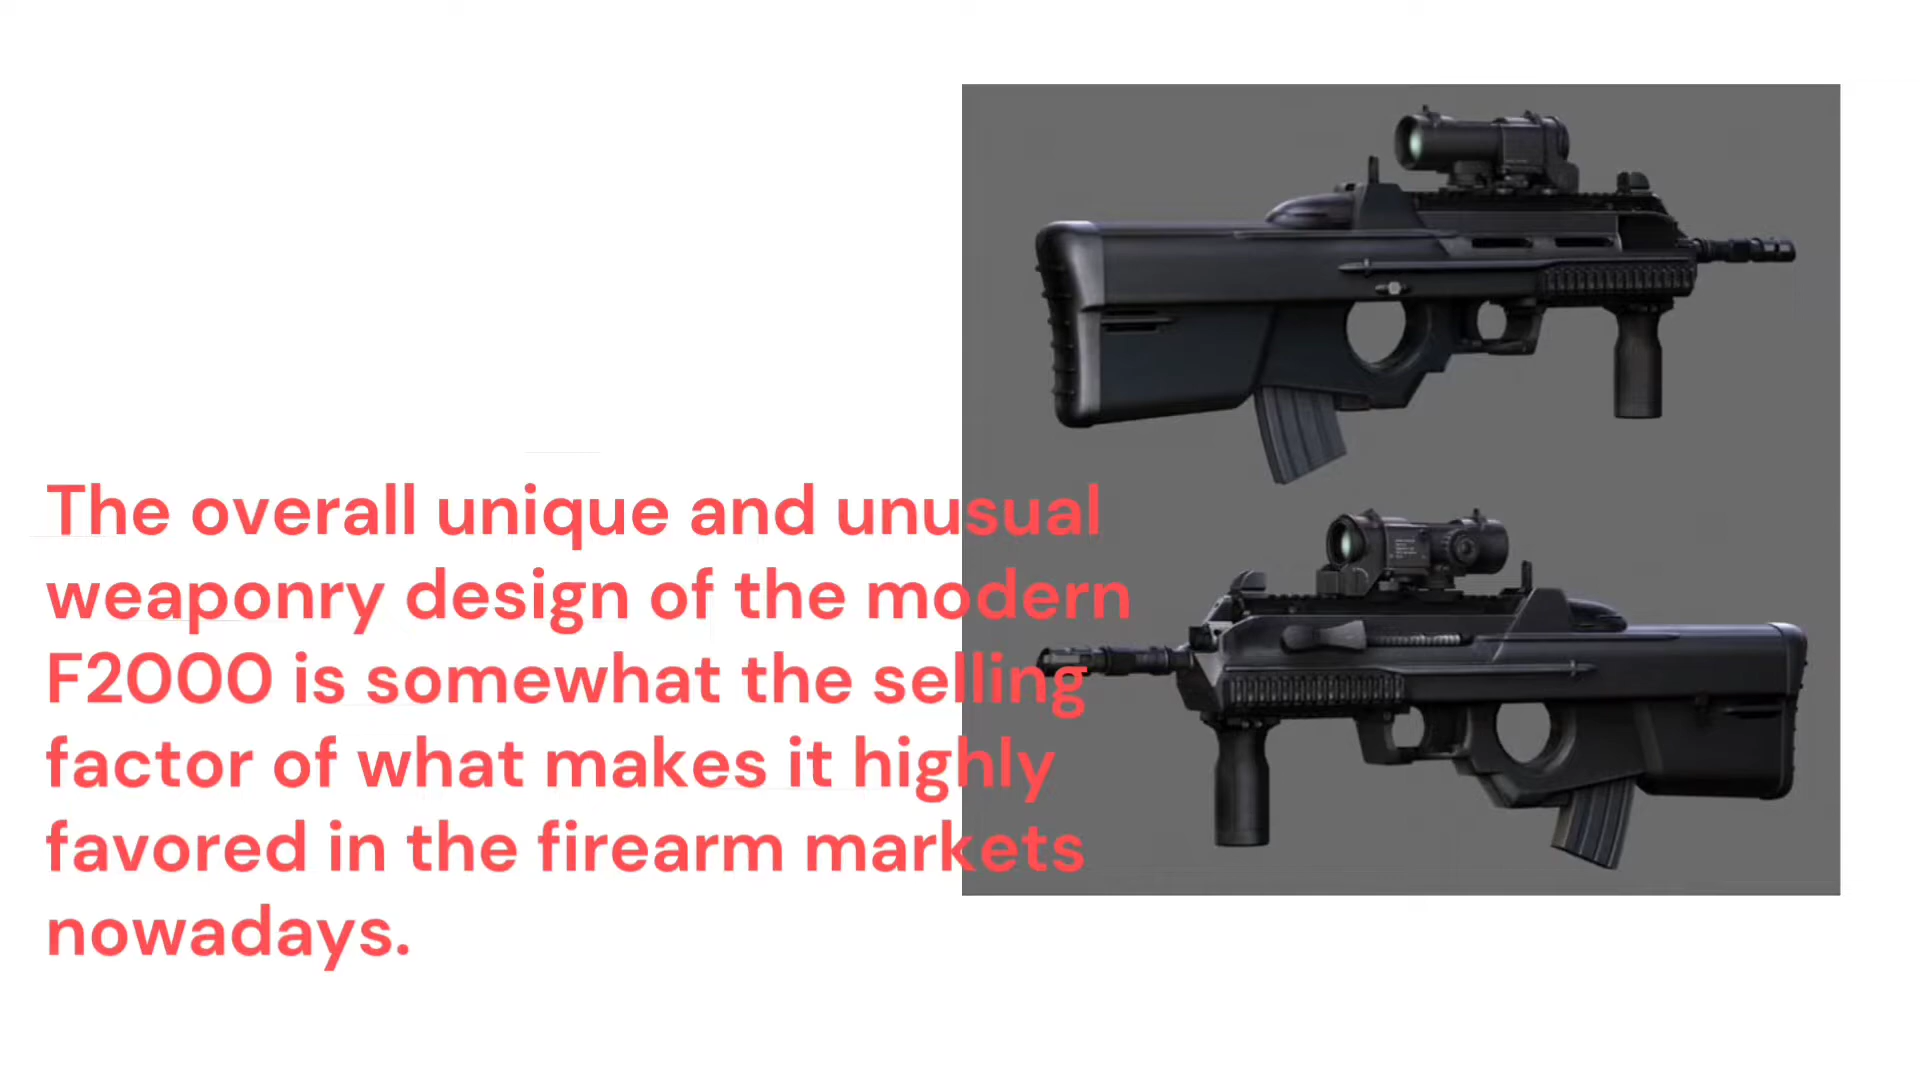 The overall unique and unusual
weaponry design of the modern
F2000 is somewhat the selling
factor of what makes it highly
favored in the firearm markets
nowadays.